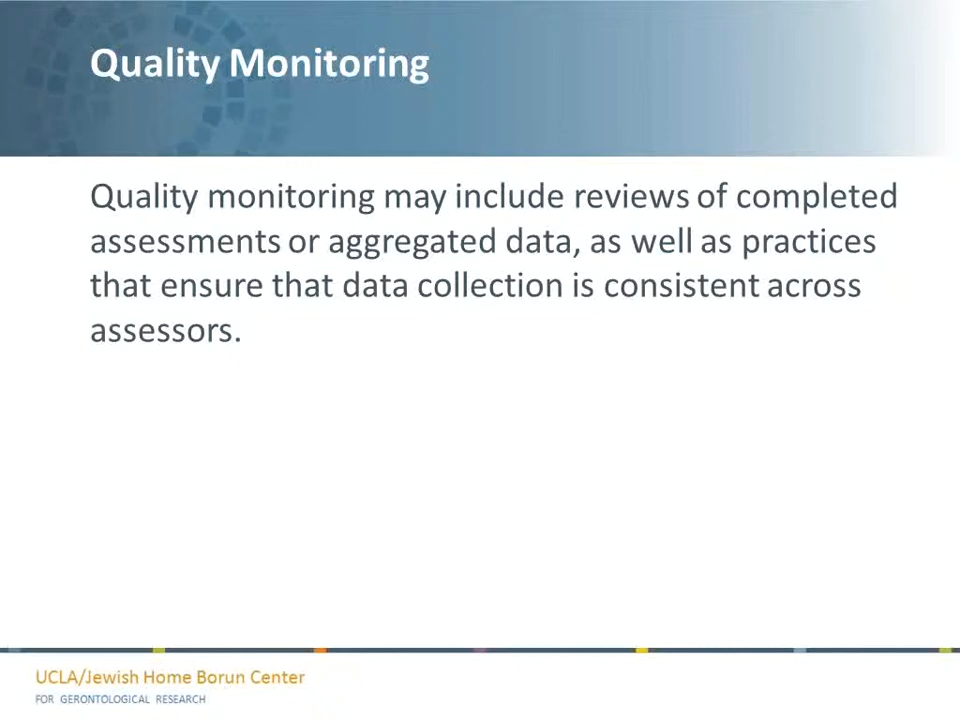 Quality Monitoring
Quality monitoring may include reviews of completed
assessments or aggregated data, as well as practices
that ensure that data collection is consistent across
assessors.
UCLA/Jewish Home Borun Center
FOR GERONTOLOGICAL RESEARCH